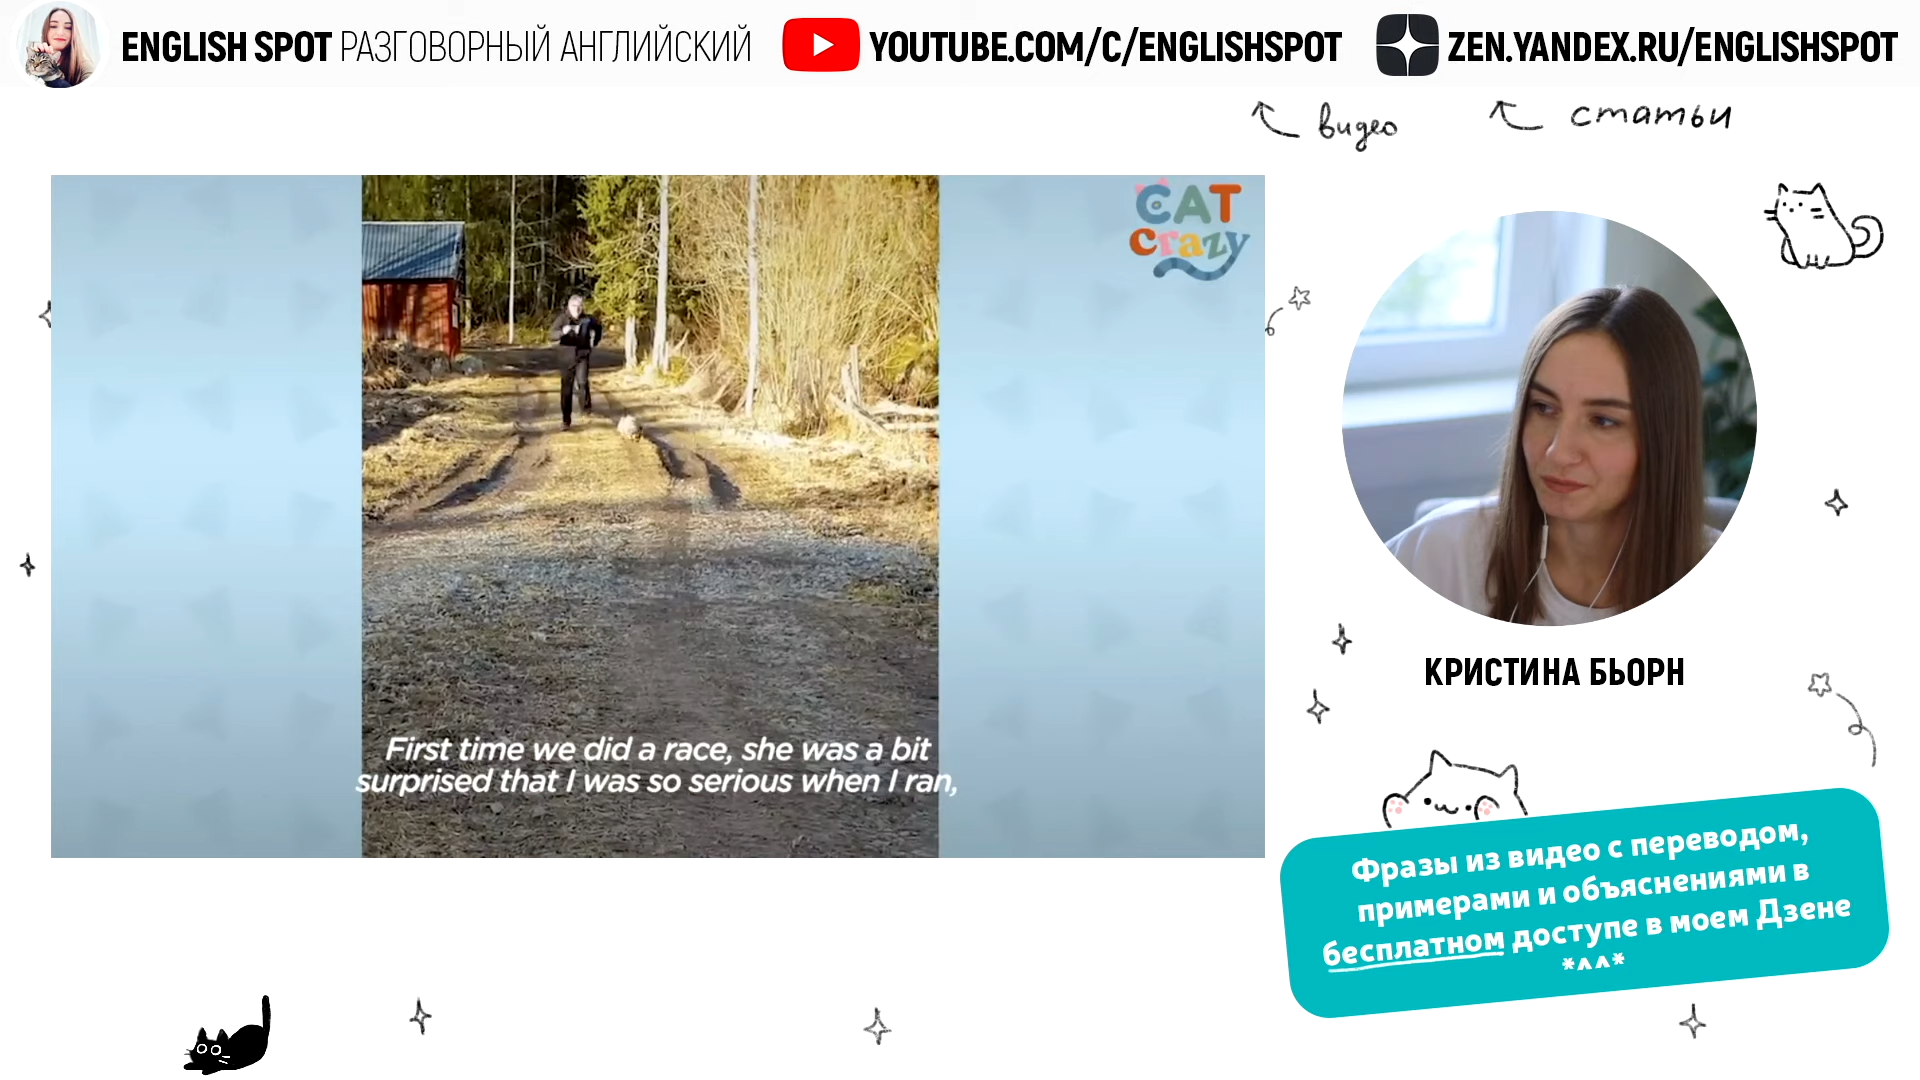 ENGLISH SPOT РАЗГОВОРНЫЙ АНГЛИЙСКИЙ YOUTUBE.COM/C/ENGLISHSPOT ZEN.YANDEX.RU/ENGLISHSPOT
видео статьи
CAT
crazy
First time we did a race, she was a bit
surprised that I was so serious when I ran,
КРИСТИНА БЬОРН
Фразы из видео с переводом,
примерами и объяснениями в
бесплатном доступе в моем Дзене
*^^*